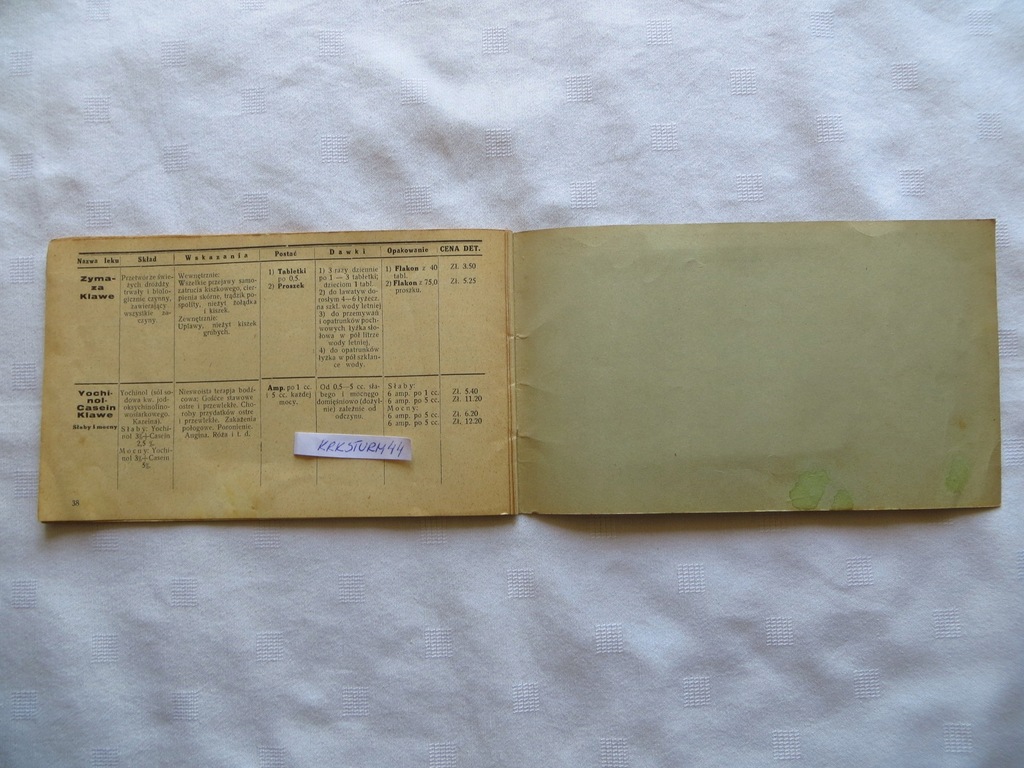 Nazwa leku Skład Wskazania Postać Dawki Opakowanie CENA DET.
Zyma-
za
Klawe
Przetwórcze świe-
żych drożdży
trwały i biolo-
gicznie czynny,
zawierający
wszystkie za-
czyny.
Wewnętrznie:
Wszelkie przejawy samo-
zatrucia kiszkowego, cier-
pienia skórne, trądzik po-
spolity, nieżyt żołądka
i kiszek.
Zewnętrznie:
Upławy, nieżyt kiszek
grubych.
1) Tabletki
po 0,5.
2) Proszek
1) 3 razy dziennie
po 1 — 3 tabletki,
dzieciom 1 tabl.
2) do lawatyw do-
rosłym 4—6 łyżecz.
na szkl. wody letniej
3) do przemywań
i opatrunków poch-
wowych łyżka sto-
łowa w pół litrze
wody letniej,
4) do opatrunków
łyżka w pół szklan-
ce wody.
1) Flakon z 40
tabl.
2) Flakon z 75,0
proszku.
Zł. 3.50
Zł. 5.25
Yochi-
nol-
Casein
Klawe
Słaby i mocny
Yochinol (sól so-
dowa kw. jod-
oksychinolino-
Kazeina).
Słaby: Yochi-
nol 3%+Casein
2,5 %.
Mocny: Yochi-
nol 3%+Casein
5%.
Nieswoista terapia bodź-
cowa: Gośćce stawowe
ostre i przewlekłe. Cho-
roby przydatków ostre
i przewlekłe. Zakażenia
połogowe. Poronienie.
Angina. Róża i t. d.
Amp. po 1 cc.
i 5 cc. każdej
mocy.
Od 0,5—5 cc. sła-
bego i mocnego
domięśniowo (dożyl-
nie) zależnie od
odczynu.
Słaby:
6 amp. po 1 cc.
6 amp. po 5 cc.
Mocny:
6 amp. po 1 cc.
6 amp. po 5 cc.
Zł. 5.40
Zł. 11.20
Zł. 6.20
Zł. 12.20
KRKSTURM44
38